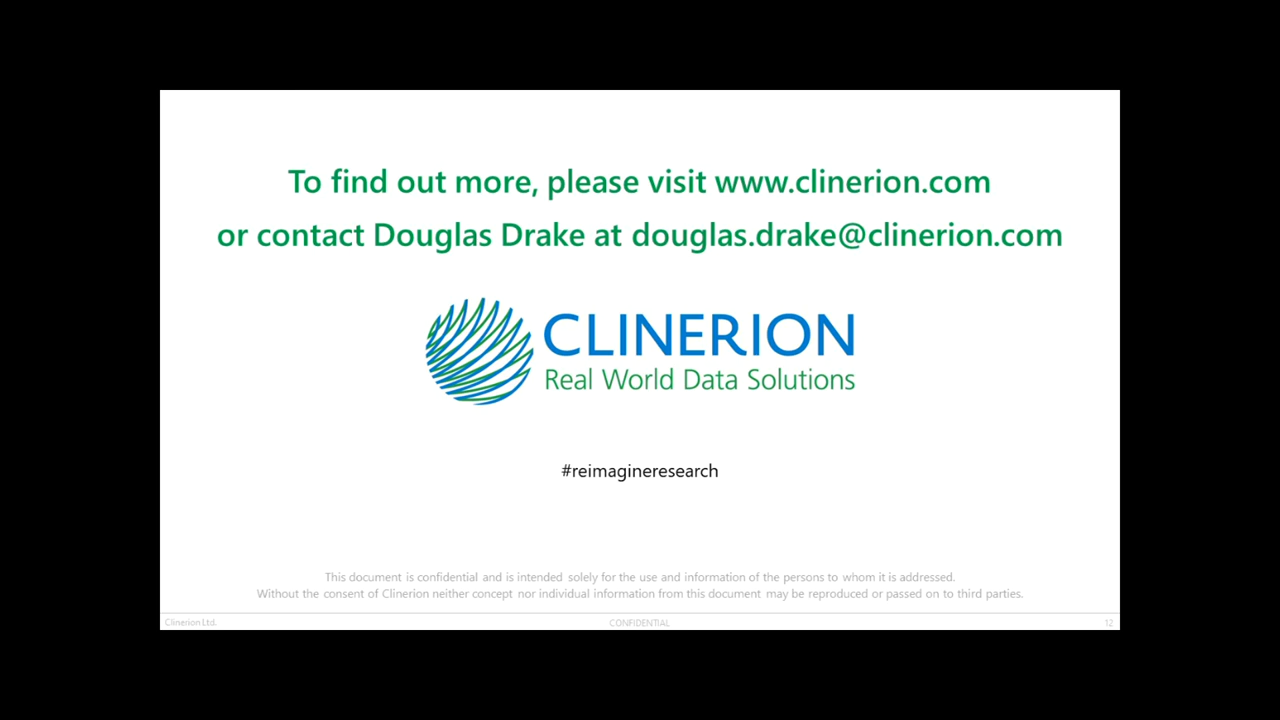 To find out more, please visit www.clinerion.com
or contact Douglas Drake at douglas.drake@clinerion.com
CLINERION
Real World Data Solutions
#reimagineresearch
This document is confidential and is intended solely for the use and information of the persons to whom it is addressed.
Without the consent of Clinerion neither concept nor individual information from this document may be reproduced or passed on to third parties.
Clinerion Ltd. CONFIDENTIAL 12